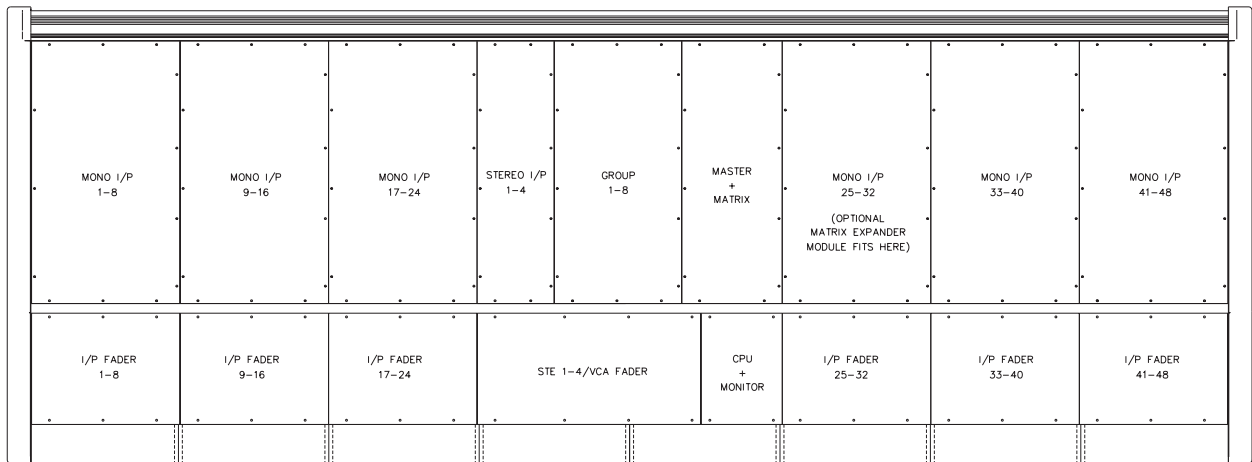 MONO I/P
1-8
MONO I/P
9-16
MONO I/P
17-24
STEREO I/P
1-4
GROUP
1-8
MASTER
+
MATRIX
MONO I/P
25-32
(OPTIONAL
MATRIX EXPANDER
MODULE FITS HERE)
MONO I/P
33-40
MONO I/P
41-48
I/P FADER
1-8
I/P FADER
9-16
I/P FADER
17-24
STE 1-4/VCA FADER
CPU
+
MONITOR
I/P FADER
25-32
I/P FADER
33-40
I/P FADER
41-48